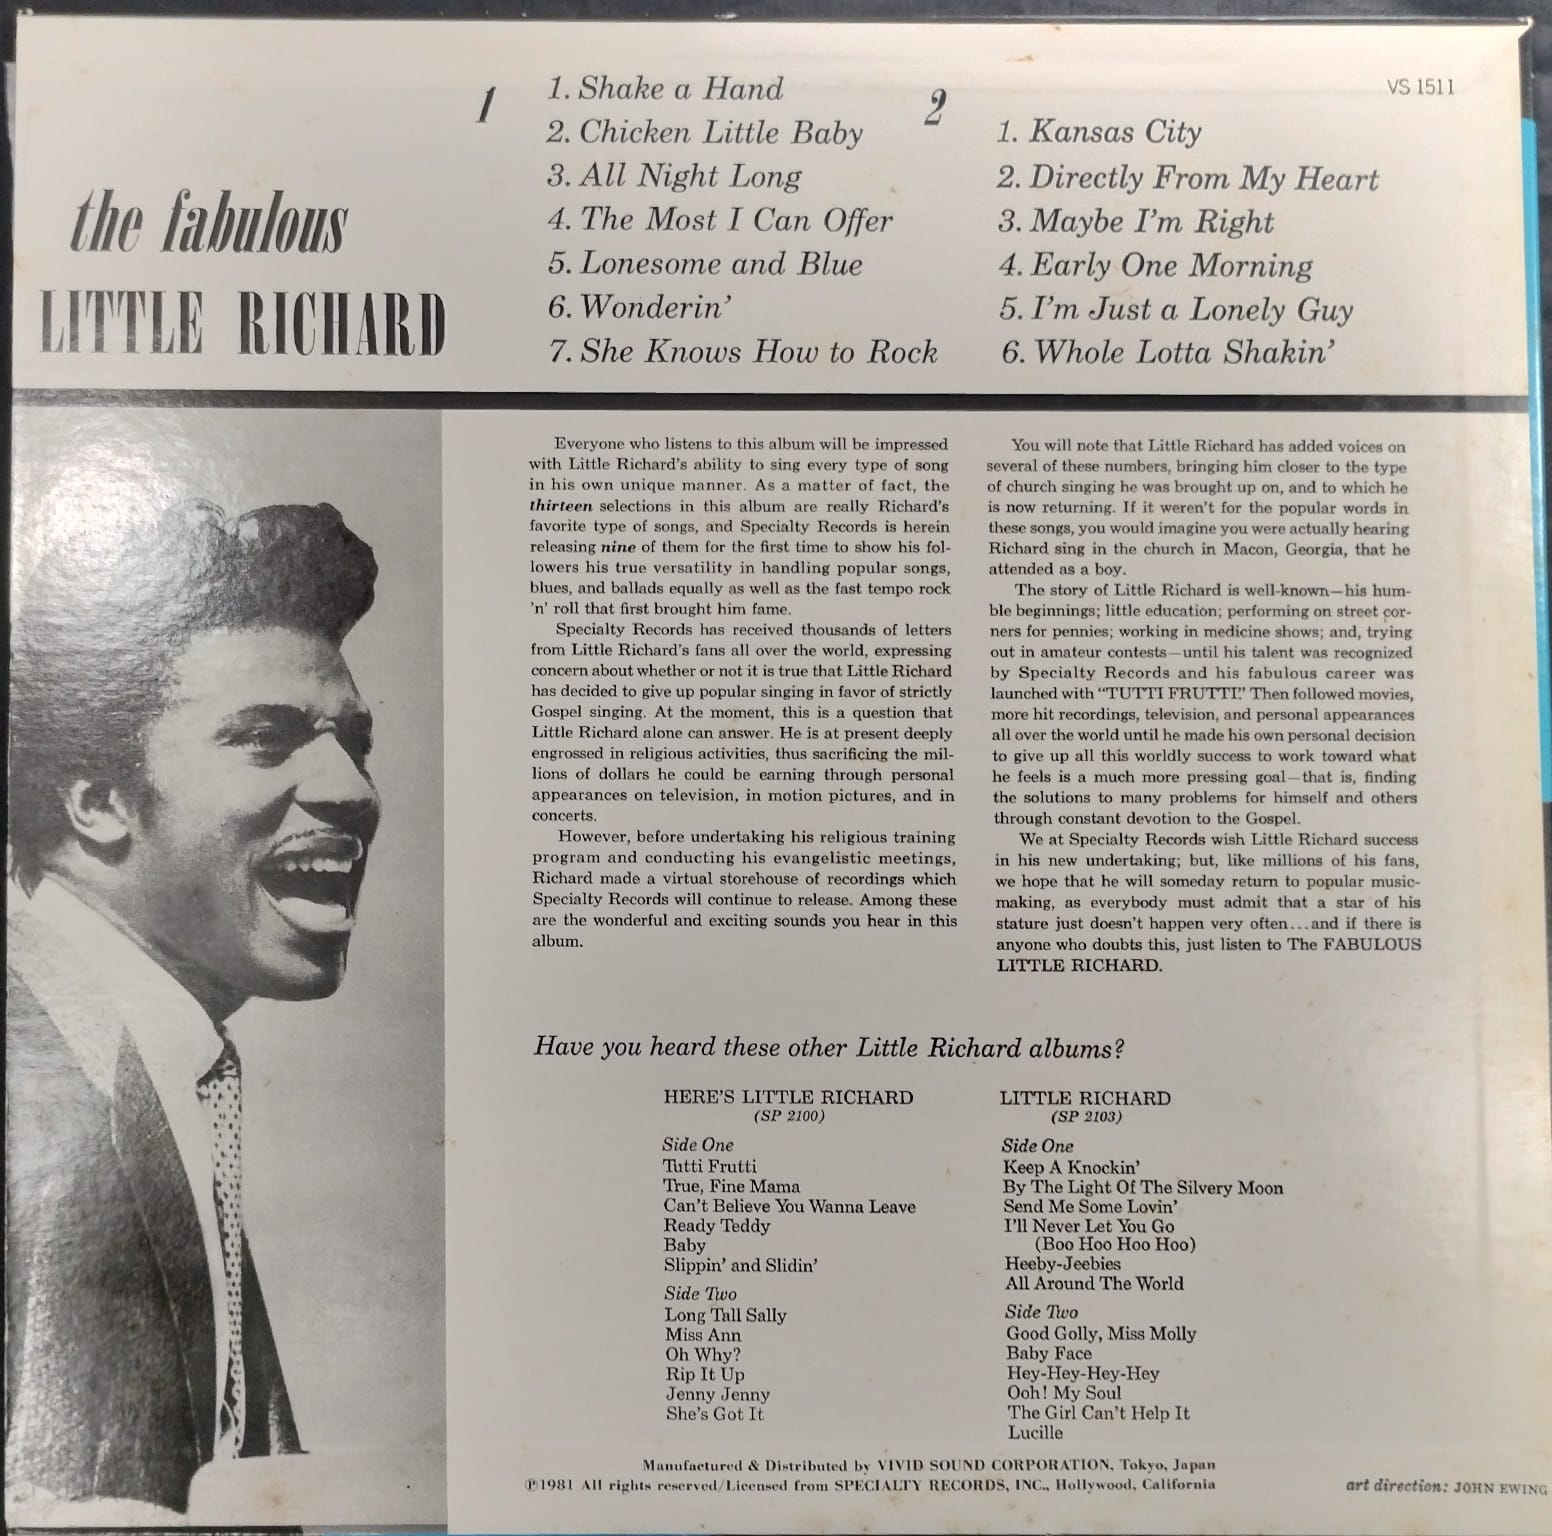 VS 1511
the fabulous
LITTLE RICHARD
1
1. Shake a Hand
2. Chicken Little Baby
3. All Night Long
4. The Most I Can Offer
5. Lonesome and Blue
6. Wonderin'
7. She Knows How to Rock
2
1. Kansas City
2. Directly From My Heart
3. Maybe I'm Right
4. Early One Morning
5. I'm Just a Lonely Guy
6. Whole Lotta Shakin'
Everyone who listens to this album will be impressed
with Little Richard's ability to sing every type of song
in his own unique manner. As a matter of fact, the
thirteen selections in this album are really Richard's
favorite type of songs, and Specialty Records is herein
releasing nine of them for the first time to show his fol-
lowers his true versatility in handling popular songs,
blues, and ballads equally as well as the fast tempo rock
'n' roll that first brought him fame.
Specialty Records has received thousands of letters
from Little Richard's fans all over the world, expressing
concern about whether or not it is true that Little Richard
has decided to give up popular singing in favor of strictly
Gospel singing. At the moment, this is a question that
Little Richard alone can answer. He is at present deeply
engrossed in religious activities, thus sacrificing the mil-
lions of dollars he could be earning through personal
appearances on television, in motion pictures, and in
concerts.
However, before undertaking his religious training
program and conducting his evangelistic meetings,
Richard made a virtual storehouse of recordings which
Specialty Records will continue to release. Among these
are the wonderful and exciting sounds you hear in this
album.
You will note that Little Richard has added voices on
several of these numbers, bringing him closer to the type
of church singing he was brought up on, and to which he
is now returning. If it weren't for the popular words in
these songs, you would imagine you were actually hearing
Richard sing in the church in Macon, Georgia, that he
attended as a boy.
The story of Little Richard is well-known—his hum-
ble beginnings; little education; performing on street cor-
ners for pennies; working in medicine shows; and, trying
out in amateur contests—until his talent was recognized
by Specialty Records and his fabulous career was
launched with "TUTTI FRUTTI." Then followed movies,
more hit recordings, television, and personal appearances
all over the world until he made his own personal decision
to give up all this worldly success to work toward what
he feels is a much more pressing goal—that is, finding
the solutions to many problems for himself and others
through constant devotion to the Gospel.
We at Specialty Records wish Little Richard success
in his new undertaking; but, like millions of his fans,
we hope that he will someday return to popular music-
making, as everybody must admit that a star of his
stature just doesn't happen very often...and if there is
anyone who doubts this, just listen to The FABULOUS
LITTLE RICHARD.
Have you heard these other Little Richard albums?
HERE'S LITTLE RICHARD
(SP 2100)
Side One
Tutti Frutti
True, Fine Mama
Can't Believe You Wanna Leave
Ready Teddy
Baby
Slippin' and Slidin'
Side Two
Long Tall Sally
Miss Ann
Oh Why?
Rip It Up
Jenny Jenny
She's Got It
LITTLE RICHARD
(SP 2103)
Side One
Keep A Knockin'
By The Light Of The Silvery Moon
Send Me Some Lovin'
I'll Never Let You Go
(Boo Hoo Hoo Hoo)
Heeby-Jeebies
All Around The World
Side Two
Good Golly, Miss Molly
Baby Face
Hey-Hey-Hey-Hey
Ooh! My Soul
The Girl Can't Help It
Lucille
Manufactured & Distributed by VIVID SOUND CORPORATION, Tokyo, Japan
℗1981 All rights reserved/Licensed from SPECIALTY RECORDS, INC., Hollywood, California
art direction: JOHN EWING